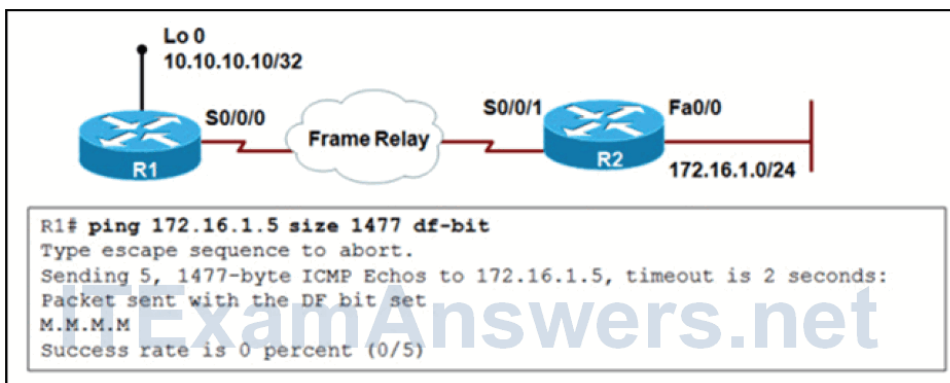 Lo 0
10.10.10.10/32
S0/0/0
Frame Relay
S0/0/1
Fa0/0
R1
R2
172.16.1.0/24
R1# ping 172.16.1.5 size 1477 df-bit
Type escape sequence to abort.
Sending 5, 1477-byte ICMP Echos to 172.16.1.5, timeout is 2 seconds:
Packet sent with the DF bit set
M.M.M.M
Success rate is 0 percent (0/5)
ITExamAnswers.net